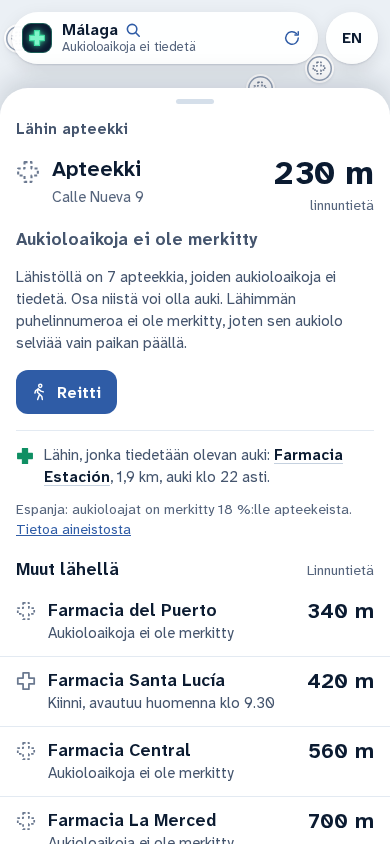 Málaga
Aukioloaikoja ei tiedetä
EN
Lähin apteekki
Apteekki
230 m
Calle Nueva 9
linnuntietä
Aukioloaikoja ei ole merkitty
Lähistöllä on 7 apteekkia, joiden aukioloaikoja ei
tiedetä. Osa niistä voi olla auki. Lähimmän
puhelinnumeroa ei ole merkitty, joten sen aukiolo
selviää vain paikan päällä.
Reitti
Lähin, jonka tiedetään olevan auki: Farmacia
Estación, 1,9 km, auki klo 22 asti.
Espanja: aukioloajat on merkitty 18 %:lle apteekeista.
Tietoa aineistosta
Muut lähellä
Linnuntietä
Farmacia del Puerto
340 m
Aukioloaikoja ei ole merkitty
Farmacia Santa Lucía
420 m
Kiinni, avautuu huomenna klo 9.30
Farmacia Central
560 m
Aukioloaikoja ei ole merkitty
Farmacia La Merced
700 m
Aukioloaikoja ei ole merkitty